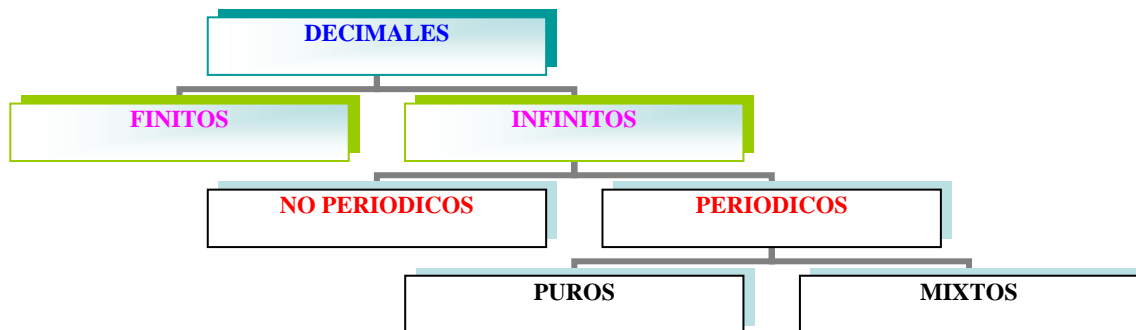 DECIMALES
FINITOS
INFINITOS
NO PERIODICOS
PERIODICOS
PUROS
MIXTOS